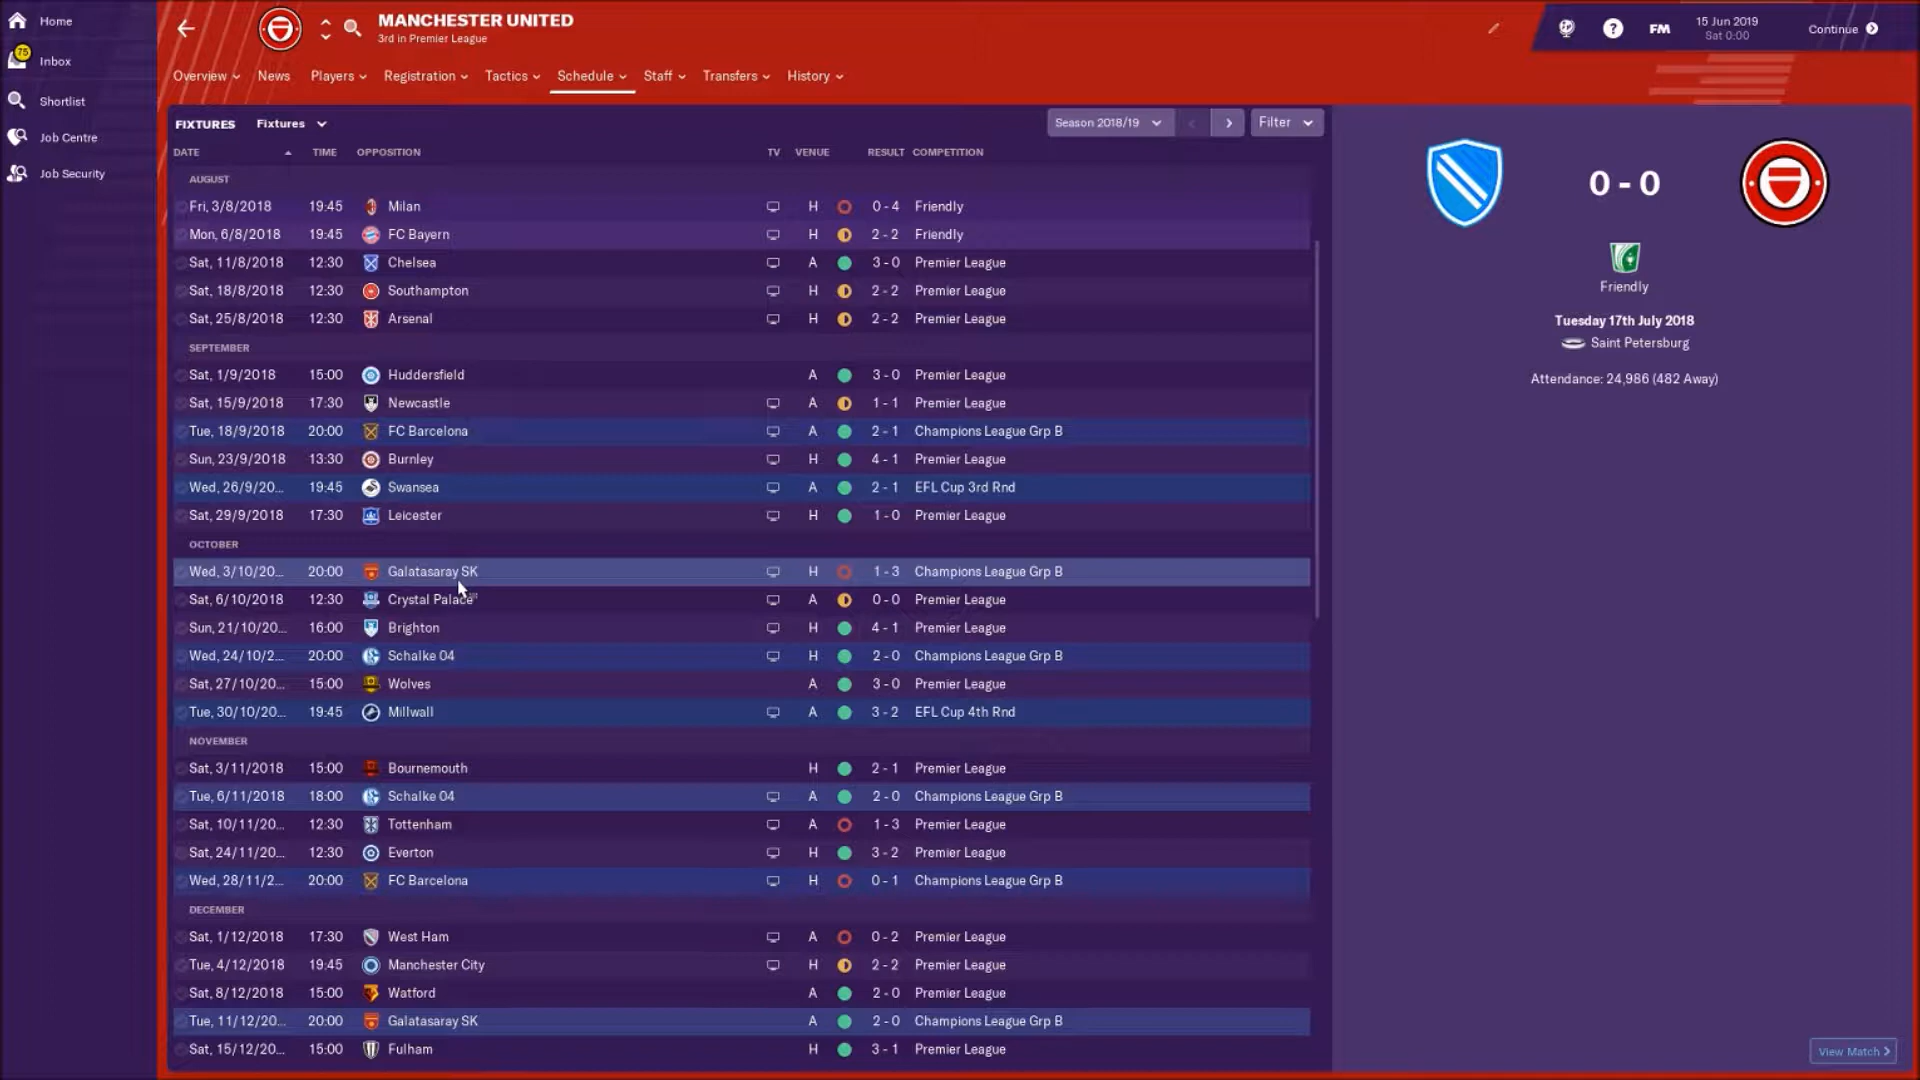 Home
75
Inbox
Shortlist
Job Centre
Job Security
MANCHESTER UNITED
3rd in Premier League
FM
15 Jun 2019
Sat 0:00
Continue
Overview News Players Registration Tactics Schedule Staff Transfers History
FIXTURES Fixtures Season 2018/19 Filter
DATE TIME OPPOSITION TV VENUE RESULT COMPETITION
AUGUST
Fri, 3/8/2018 19:45 Milan H 0 - 4 Friendly
Mon, 6/8/2018 19:45 FC Bayern H 2 - 2 Friendly
Sat, 11/8/2018 12:30 Chelsea A 3 - 0 Premier League
Sat, 18/8/2018 12:30 Southampton H 2 - 2 Premier League
Sat, 25/8/2018 12:30 Arsenal H 2 - 2 Premier League
SEPTEMBER
Sat, 1/9/2018 15:00 Huddersfield A 3 - 0 Premier League
Sat, 15/9/2018 17:30 Newcastle A 1 - 1 Premier League
Tue, 18/9/2018 20:00 FC Barcelona A 2 - 1 Champions League Grp B
Sun, 23/9/2018 13:30 Burnley H 4 - 1 Premier League
Wed, 26/9/20... 19:45 Swansea A 2 - 1 EFL Cup 3rd Rnd
Sat, 29/9/2018 17:30 Leicester H 1 - 0 Premier League
OCTOBER
Wed, 3/10/20... 20:00 Galatasaray SK H 1 - 3 Champions League Grp B
Sat, 6/10/2018 12:30 Crystal Palace A 0 - 0 Premier League
Sun, 21/10/20... 16:00 Brighton H 4 - 1 Premier League
Wed, 24/10/2... 20:00 Schalke 04 H 2 - 0 Champions League Grp B
Sat, 27/10/20... 15:00 Wolves A 3 - 0 Premier League
Tue, 30/10/20... 19:45 Millwall A 3 - 2 EFL Cup 4th Rnd
NOVEMBER
Sat, 3/11/2018 15:00 Bournemouth H 2 - 1 Premier League
Tue, 6/11/2018 18:00 Schalke 04 A 2 - 0 Champions League Grp B
Sat, 10/11/20... 12:30 Tottenham A 1 - 3 Premier League
Sat, 24/11/20... 12:30 Everton H 3 - 2 Premier League
Wed, 28/11/2... 20:00 FC Barcelona H 0 - 1 Champions League Grp B
DECEMBER
Sat, 1/12/2018 17:30 West Ham A 0 - 2 Premier League
Tue, 4/12/2018 19:45 Manchester City H 2 - 2 Premier League
Sat, 8/12/2018 15:00 Watford A 2 - 0 Premier League
Tue, 11/12/20... 20:00 Galatasaray SK A 2 - 0 Champions League Grp B
Sat, 15/12/20... 15:00 Fulham H 3 - 1 Premier League
0 - 0
Friendly
Tuesday 17th July 2018
Saint Petersburg
Attendance: 24,986 (482 Away)
View Match